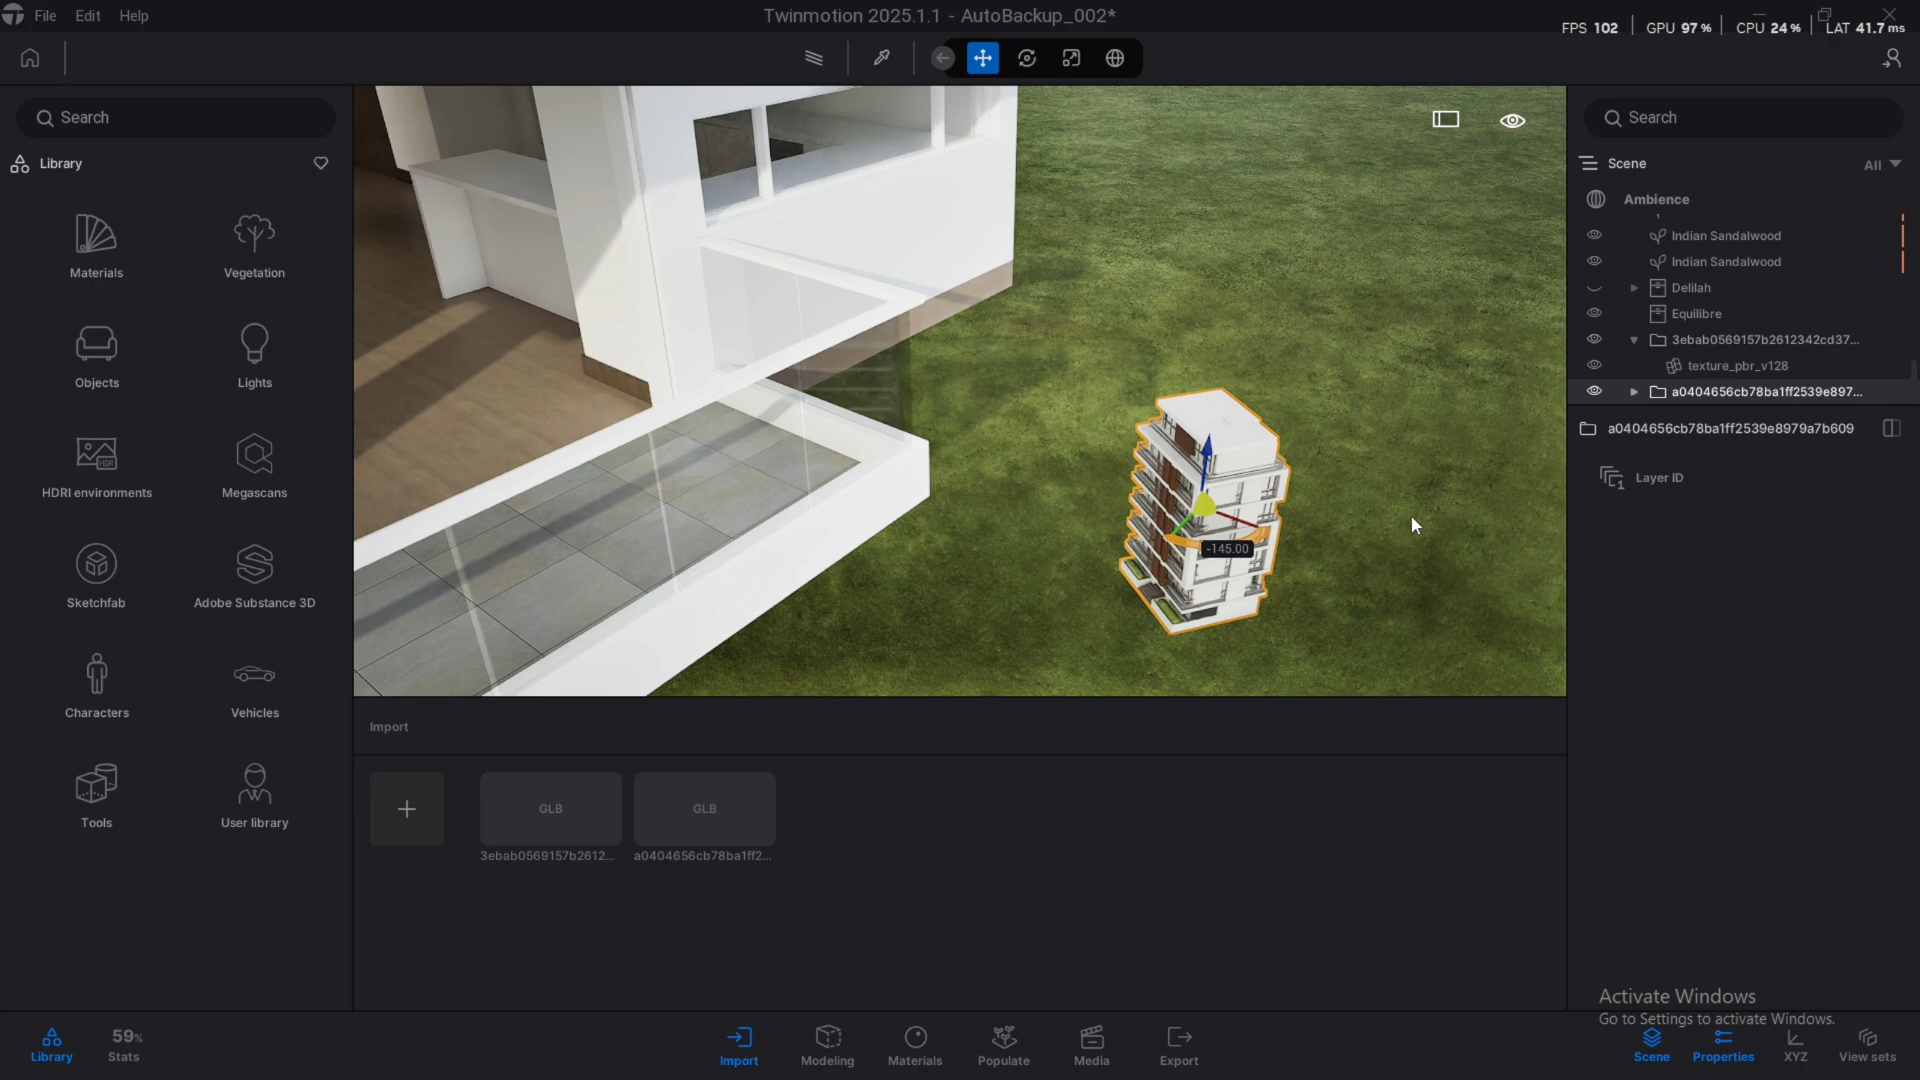 File Edit Help
Twinmotion 2025.1.1 - AutoBackup_002*
FPS 102 GPU 97 % CPU 24 % LAT 41.7 ms
Search
Library
Materials
Vegetation
Objects
Lights
HDR
HDRI environments
Megascans
Sketchfab
Adobe Substance 3D
Characters
Vehicles
Tools
User library
-145.00
Import
+
GLB
3ebab0569157b2612...
GLB
a0404656cb78ba1ff2...
Search
Scene
All
Ambience
Indian Sandalwood
Indian Sandalwood
Delilah
Equilibre
3ebab0569157b2612342cd37...
texture_pbr_v128
a0404656cb78ba1ff2539e897...
a0404656cb78ba1ff2539e8979a7b609
1
Layer ID
Activate Windows
Go to Settings to activate Windows.
Library
59%
Stats
Import
Modeling
Materials
Populate
Media
Export
Scene
Properties
XYZ
View sets